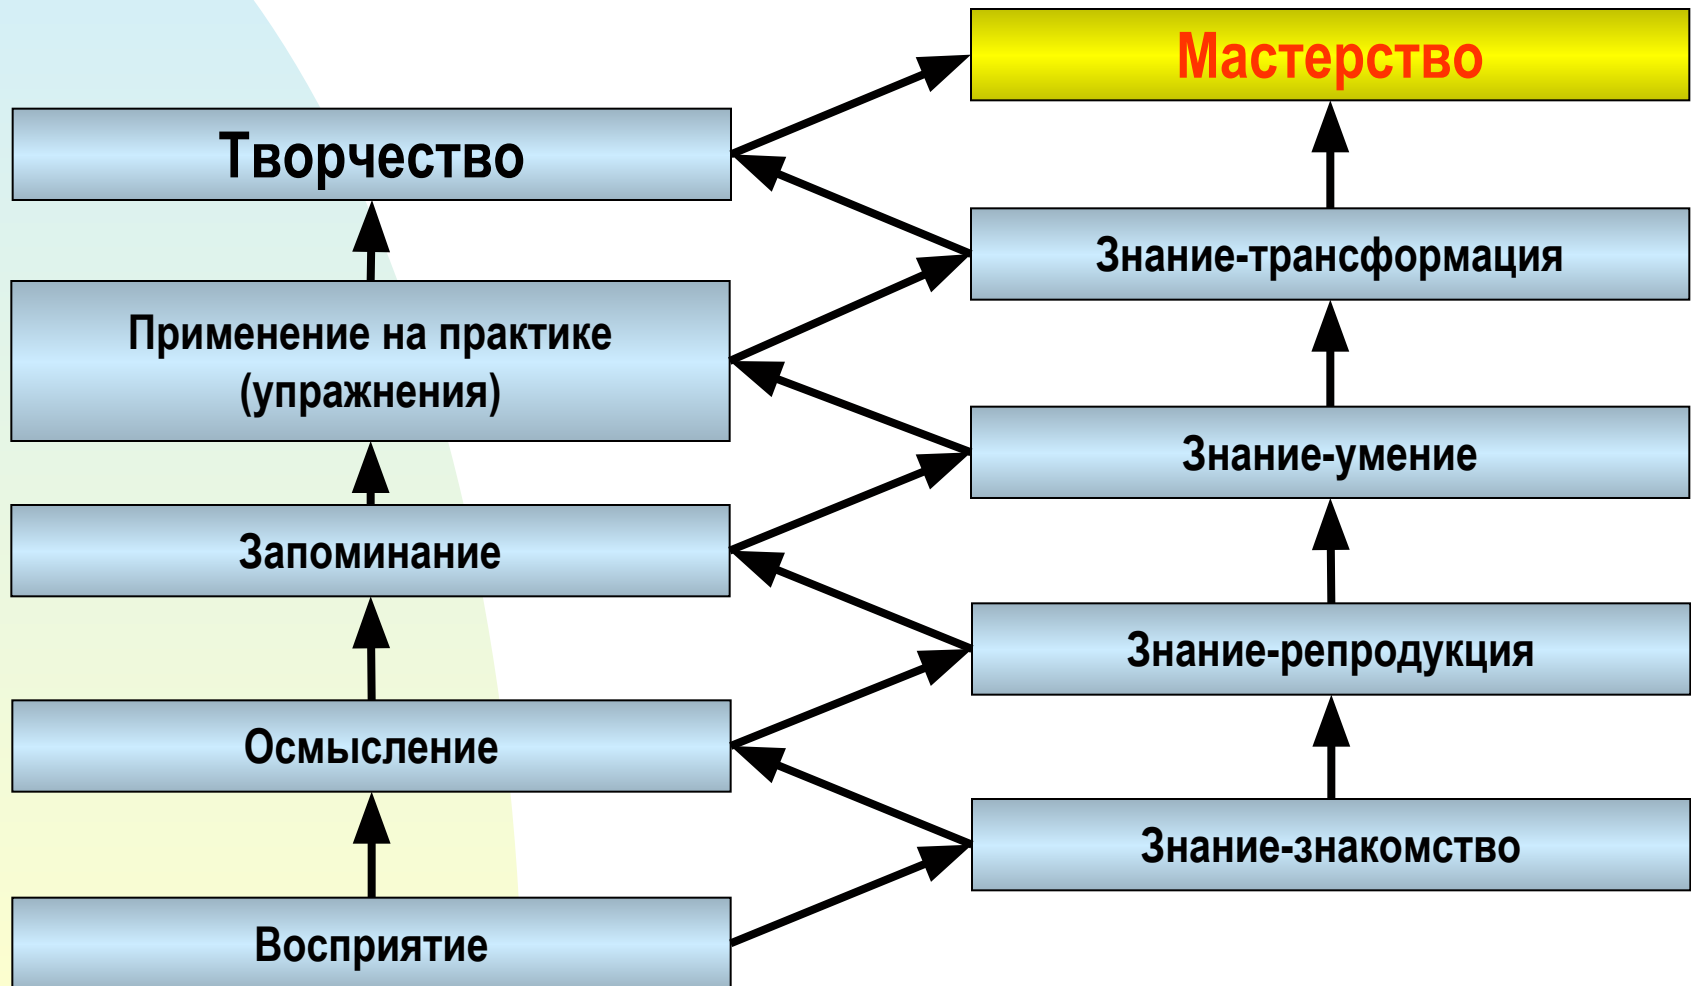 Мастерство
Творчество
Знание-трансформация
Применение на практике
(упражнения)
Знание-умение
Запоминание
Знание-репродукция
Осмысление
Знание-знакомство
Восприятие